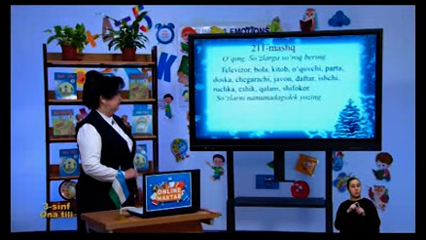 EMOTIONS
211-mashq
O'qing. So'zlarga so'roq bering.
Televizor, bola, kitob, o'quvchi, parta,
doska, chegarachi, javon, daftar, ishchi,
ruchka, eshik, qalam, shifokor.
So'zlarni namunadagidek yozing.
ONLINE
MAKTAB
3-sinf
Ona tili